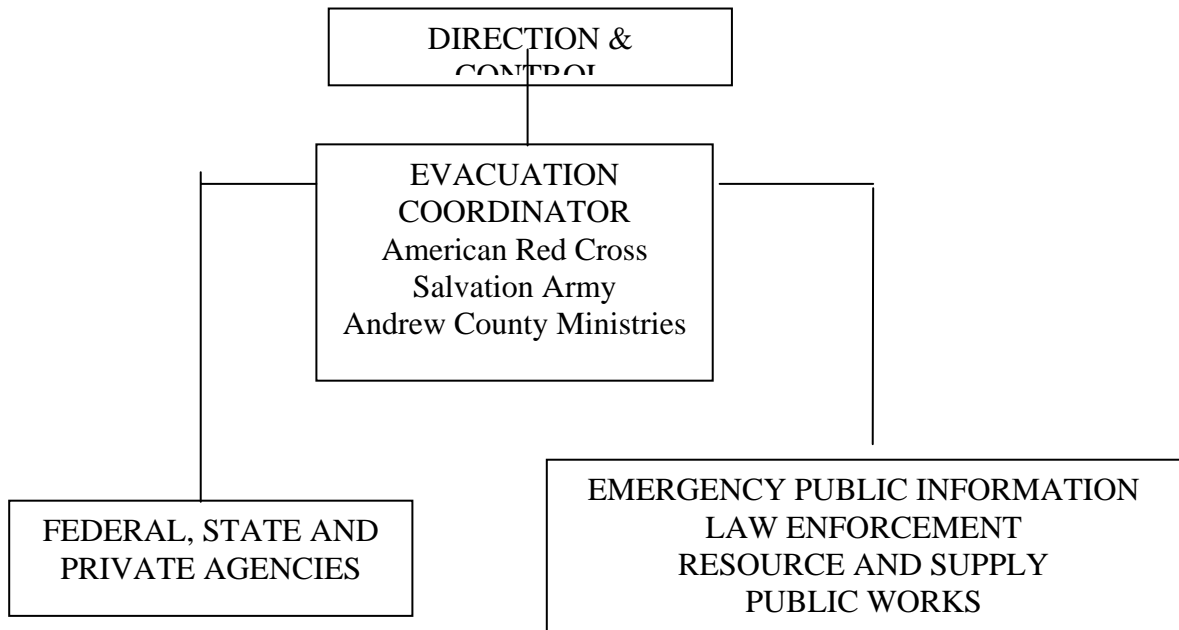 DIRECTION &
CONTROL
EVACUATION
COORDINATOR
American Red Cross
Salvation Army
Andrew County Ministries
FEDERAL, STATE AND
PRIVATE AGENCIES
EMERGENCY PUBLIC INFORMATION
LAW ENFORCEMENT
RESOURCE AND SUPPLY
PUBLIC WORKS